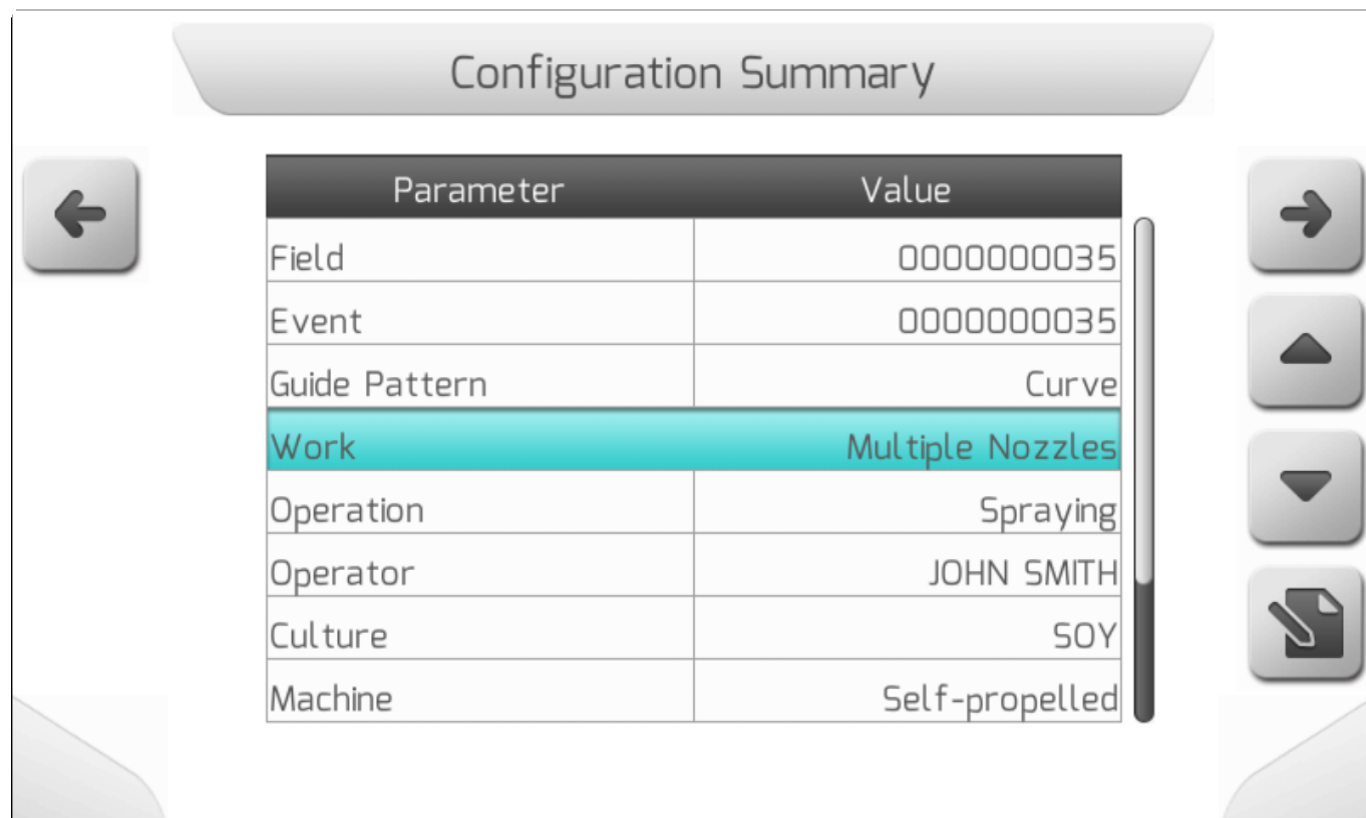 Configuration Summary
Parameter Value
Field 0000000035
Event 0000000035
Guide Pattern Curve
Work Multiple Nozzles
Operation Spraying
Operator JOHN SMITH
Culture SOY
Machine Self-propelled